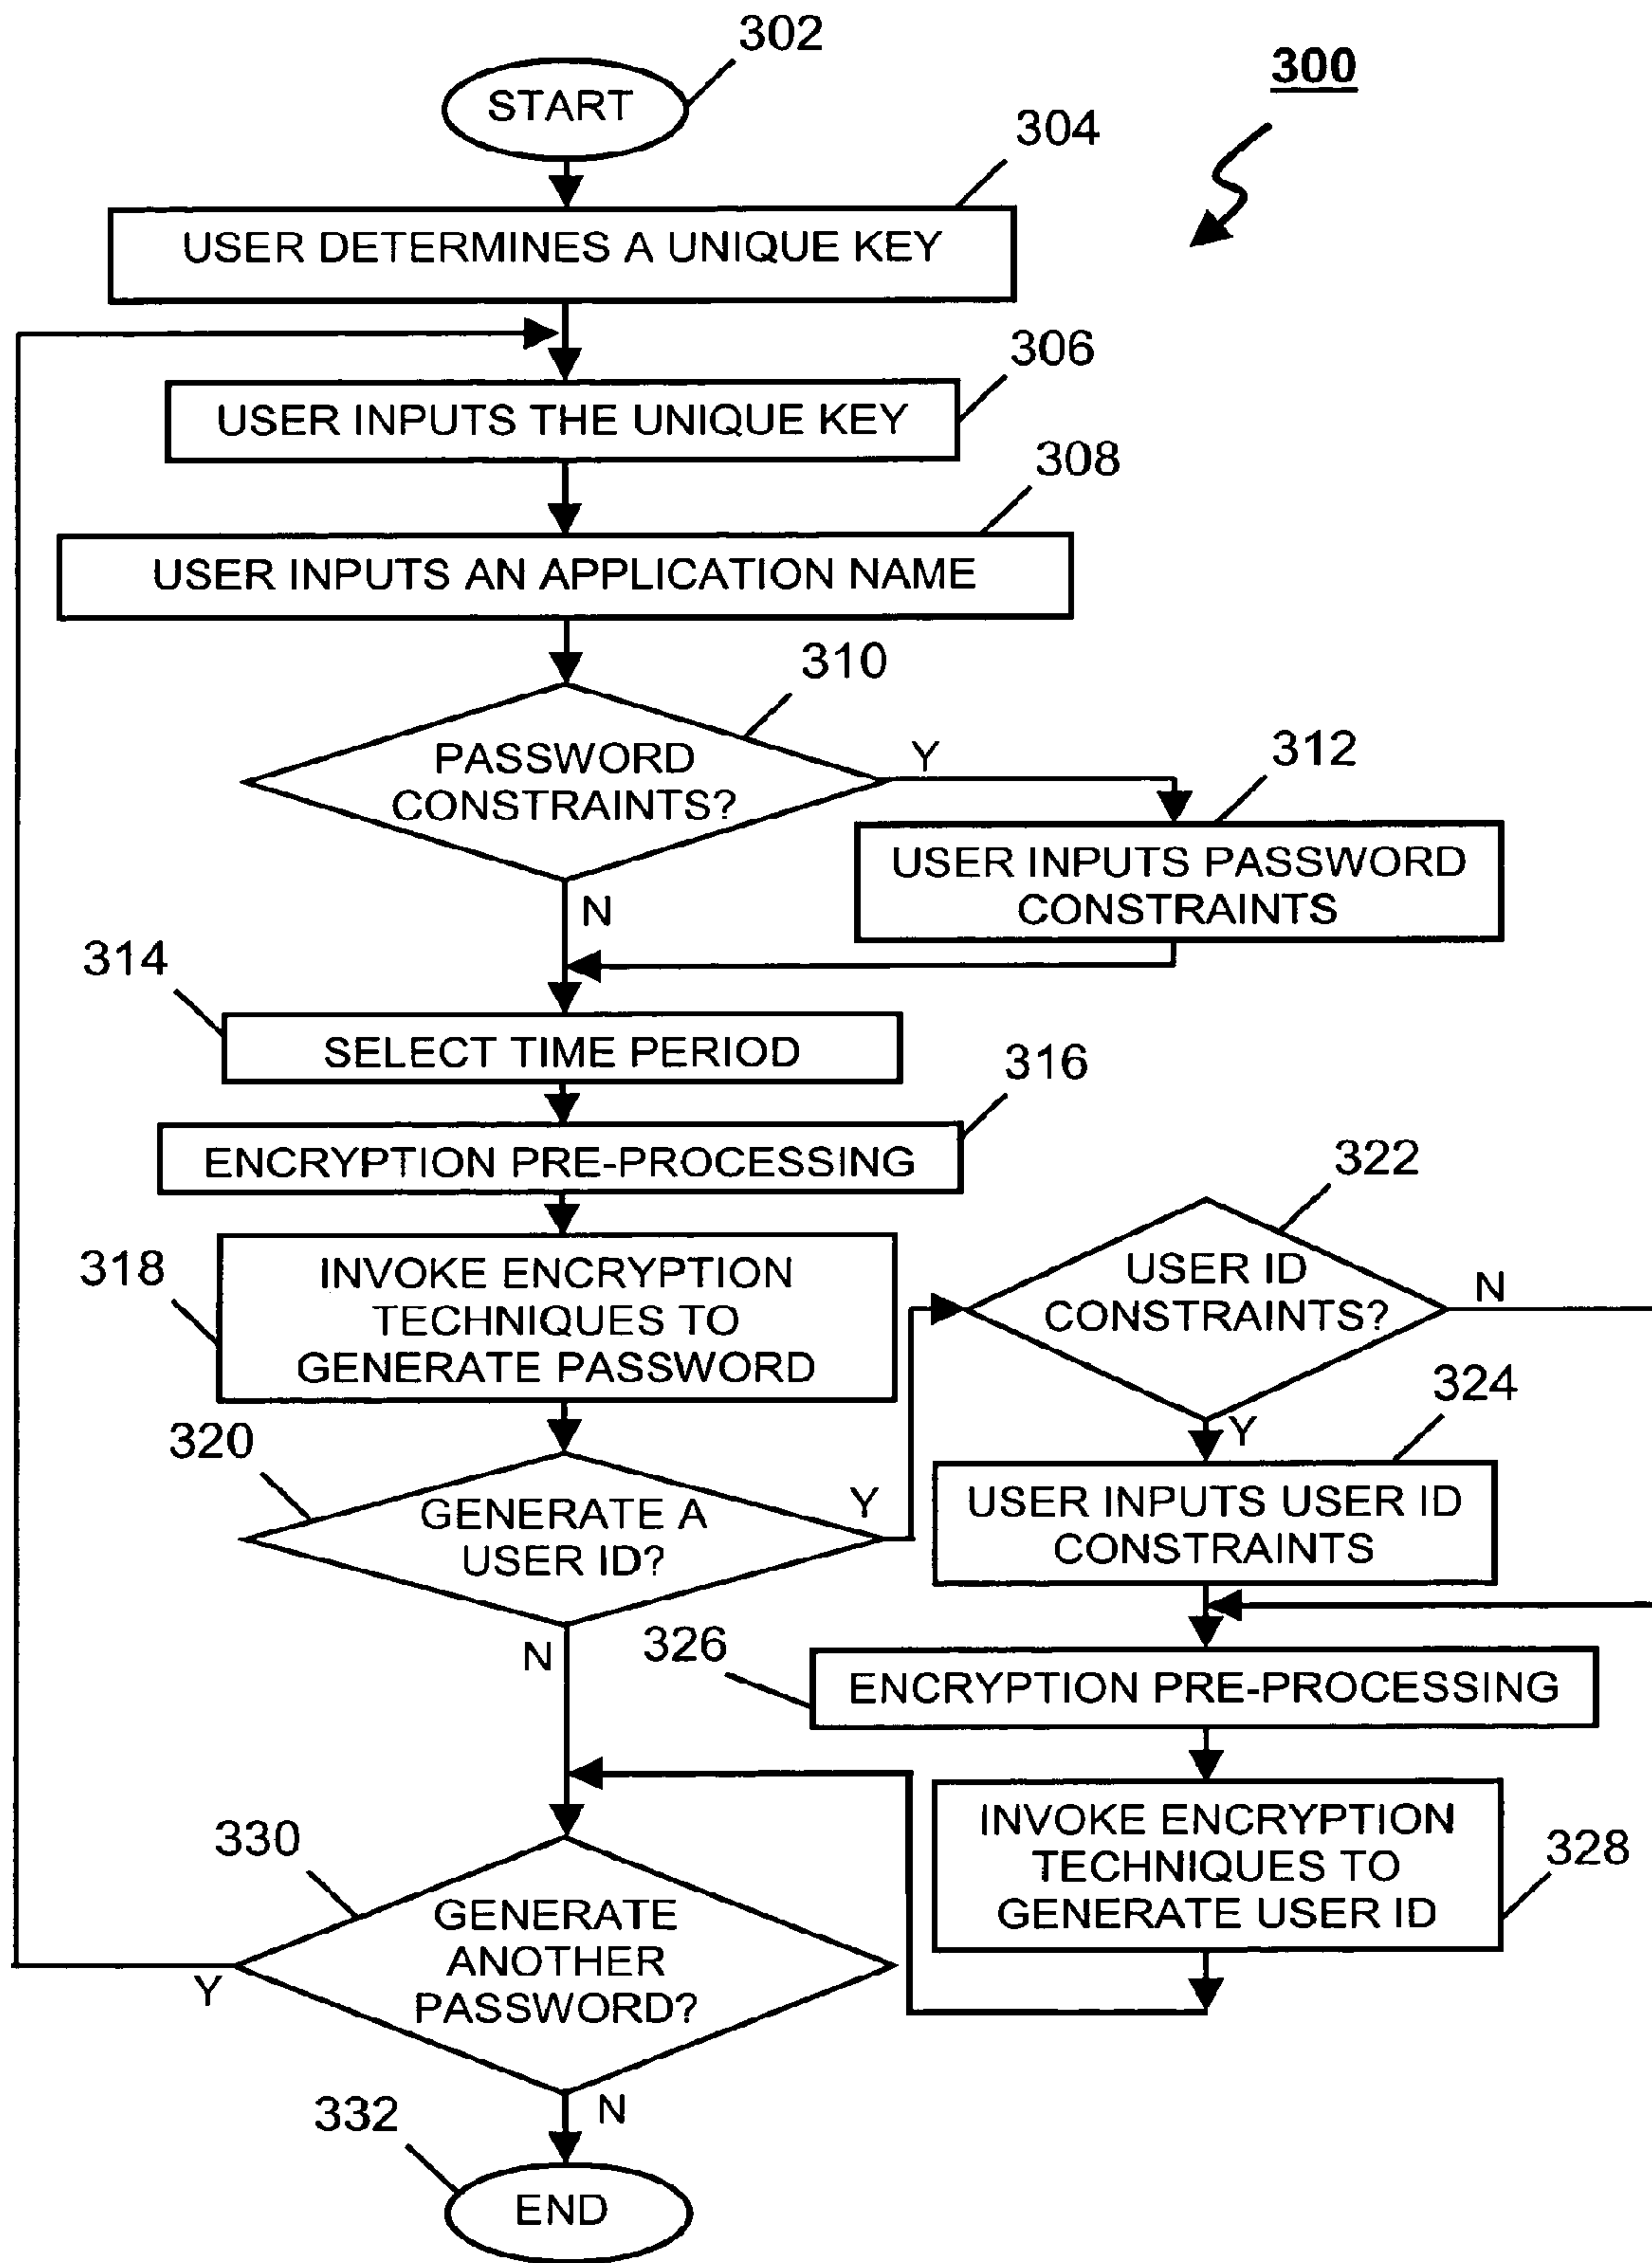 302
START
300
304
USER DETERMINES A UNIQUE KEY
306
USER INPUTS THE UNIQUE KEY
308
USER INPUTS AN APPLICATION NAME
310
PASSWORD
CONSTRAINTS?
Y
312
USER INPUTS PASSWORD
CONSTRAINTS
N
314
SELECT TIME PERIOD
316
ENCRYPTION PRE-PROCESSING
318
INVOKE ENCRYPTION
TECHNIQUES TO
GENERATE PASSWORD
322
USER ID
CONSTRAINTS?
N
320
GENERATE A
USER ID?
Y
324
Y
USER INPUTS USER ID
CONSTRAINTS
N
326
ENCRYPTION PRE-PROCESSING
INVOKE ENCRYPTION
TECHNIQUES TO
GENERATE USER ID
328
330
GENERATE
ANOTHER
PASSWORD?
Y
N
332
END